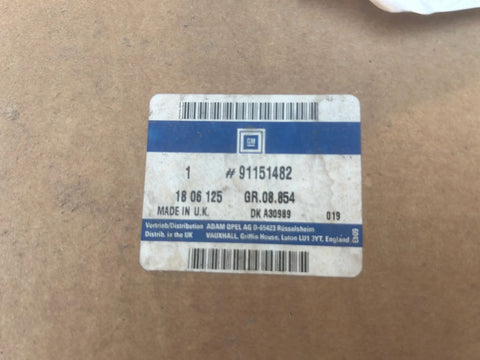 GM
1 # 91151482
18 06 125 GR.08.854
MADE IN U.K. DK A30989 019
Vertrieb/Distribution ADAM OPEL AG D-65423 Rüsselsheim
Distrib. in the UK VAUXHALL, Griffin House, Luton LU1 3YT, England